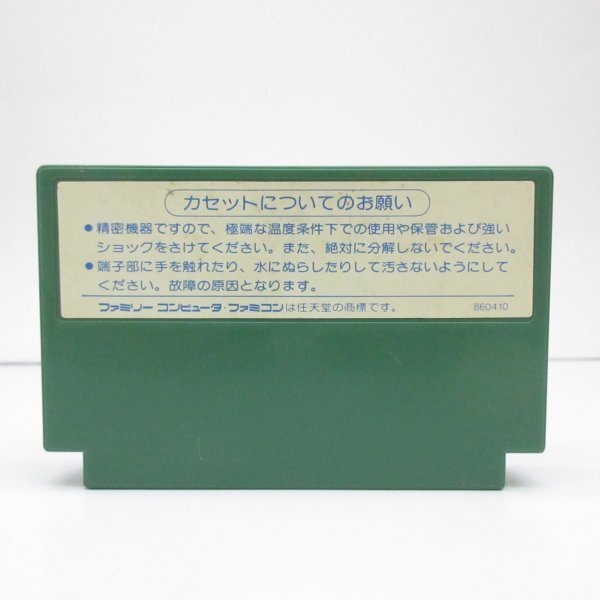 カセットについてのお願い
●精密機器ですので、極端な温度条件下での使用や保管および強い
ショックをさけてください。また、絶対に分解しないでください。
●端子部に手を触れたり、水にぬらしたりして汚さないようにして
ください。故障の原因となります。
ファミリー コンピュータ・ファミコンは任天堂の商標です。 860410